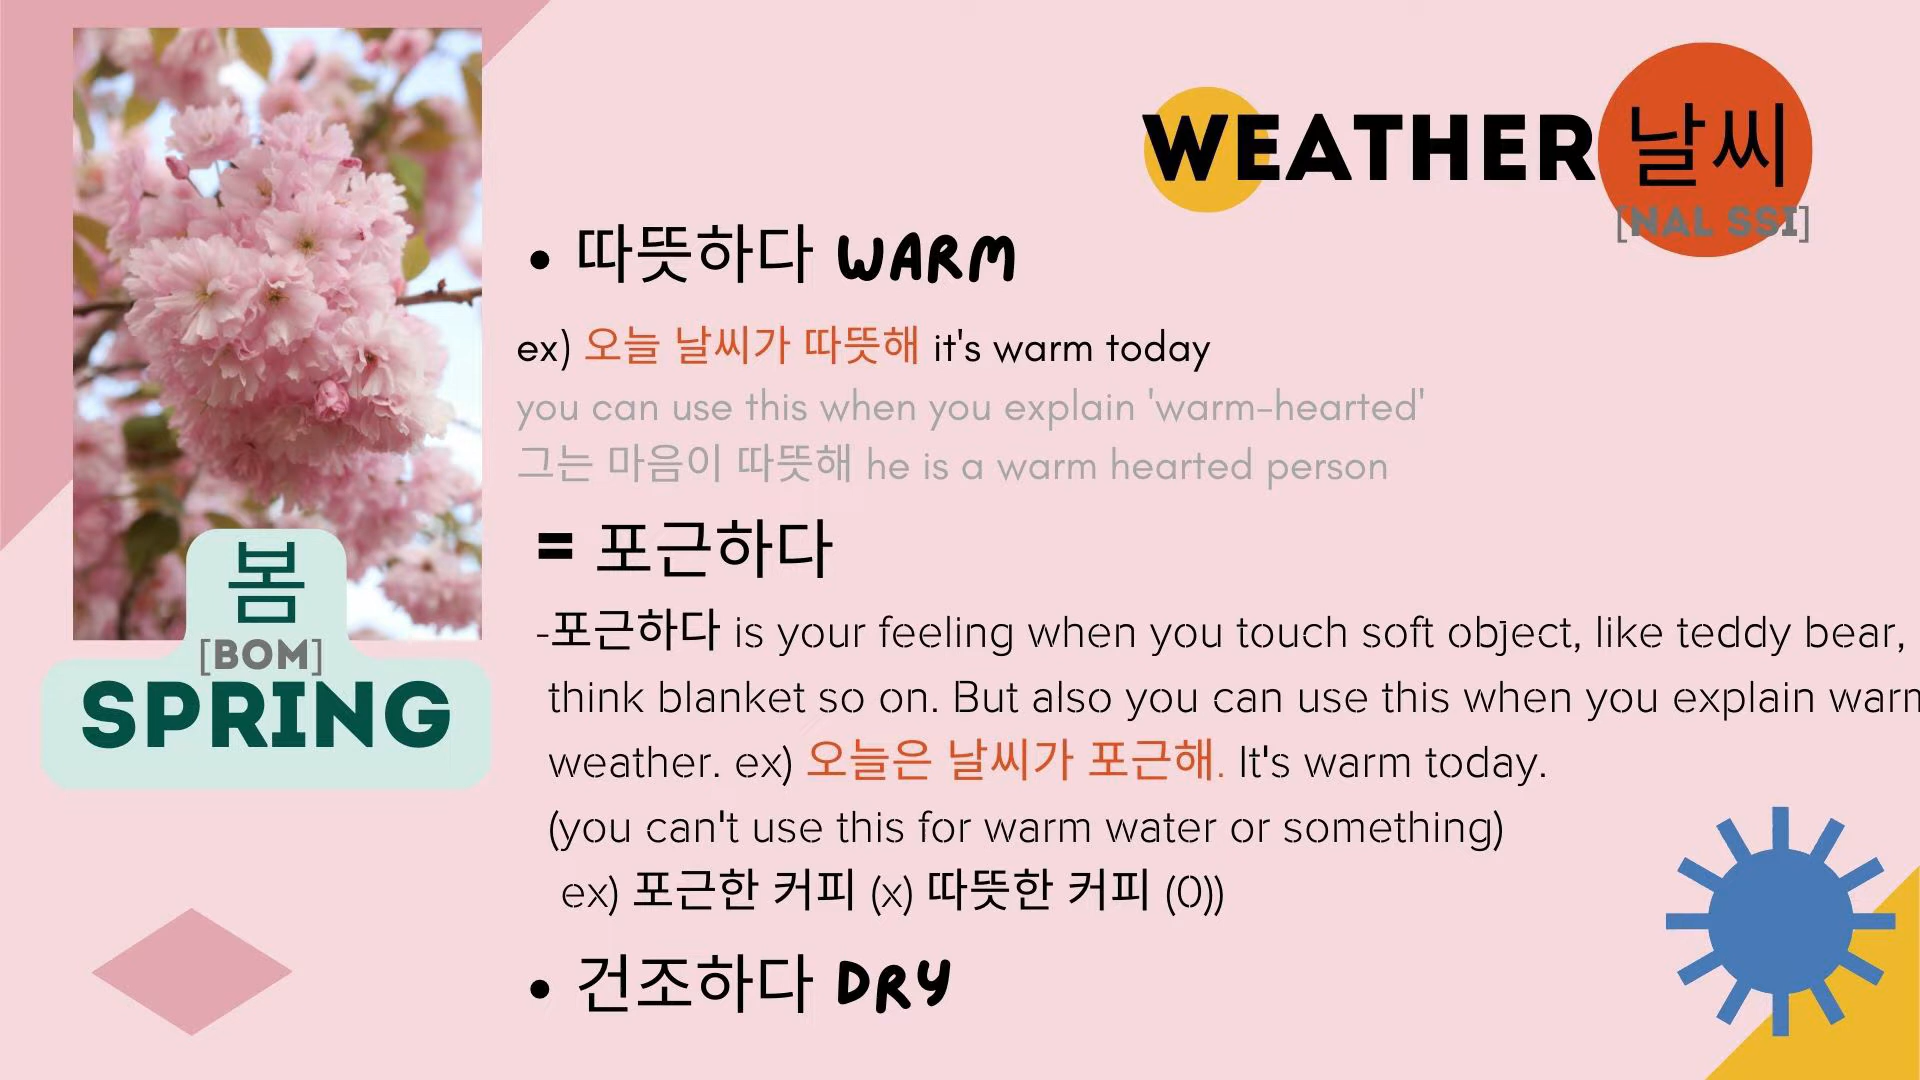 WEATHER 날씨
[NAL SSI]
• 따뜻하다 WARM
ex) 오늘 날씨가 따뜻해 it's warm today
you can use this when you explain 'warm-hearted'
그는 마음이 따뜻해 he is a warm hearted person
= 포근하다
-포근하다 is your feeling when you touch soft object, like teddy bear,
think blanket so on. But also you can use this when you explain warm
weather. ex) 오늘은 날씨가 포근해. It's warm today.
(you can't use this for warm water or something)
ex) 포근한 커피 (x) 따뜻한 커피 (0))
• 건조하다 DRY
봄
[BOM]
SPRING